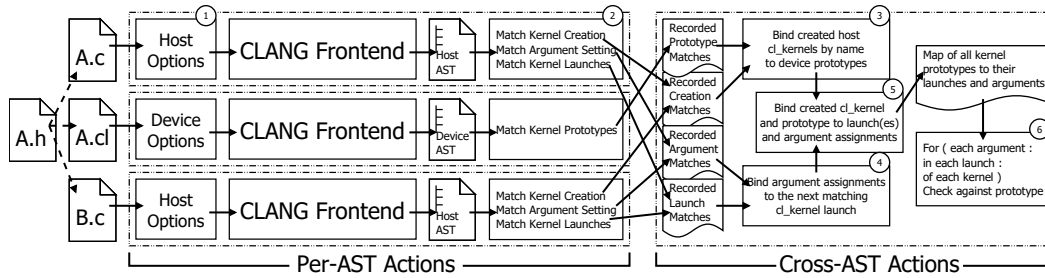 A.h
A.c
A.cl
B.c
1
Host
Options
CLANG Frontend
Host
AST
2
Match Kernel Creation
Match Argument Setting
Match Kernel Launches
Device
Options
CLANG Frontend
Device
AST
Match Kernel Prototypes
Host
Options
CLANG Frontend
Host
AST
Match Kernel Creation
Match Argument Setting
Match Kernel Launches
Per-AST Actions
Recorded
Prototype
Matches
Recorded
Creation
Matches
Recorded
Argument
Matches
Recorded
Launch
Matches
3
Bind created host
cl_kernels by name
to device prototypes
5
Bind created cl_kernel
and prototype to launch(es)
and argument assignments
4
Bind argument assignments
to the next matching
cl_kernel launch
Map of all kernel
prototypes to their
launches and arguments
6
For ( each argument :
in each launch :
of each kernel )
Check against prototype
Cross-AST Actions